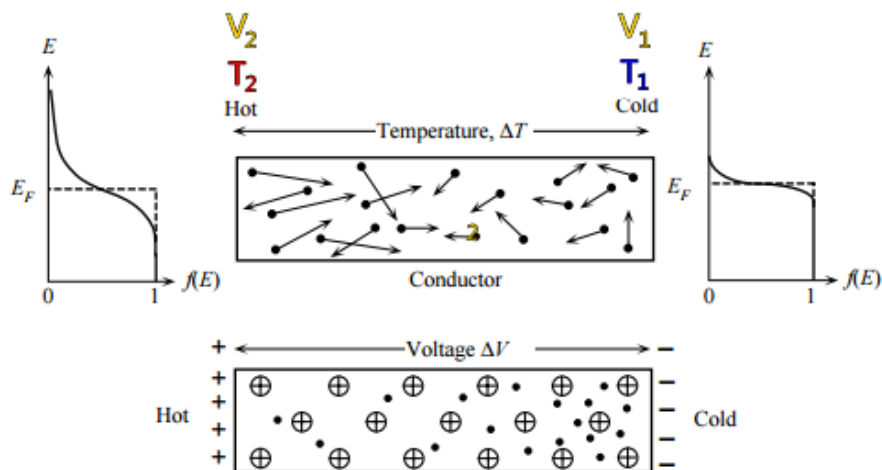 V2 V1
E T2 T1 E
Hot Cold
Temperature, ΔT
EF EF
2
Conductor
0 1 f(E) 0 1 f(E)
+ Voltage ΔV −
+ −
+ −
Hot + − Cold
+ −
+ −